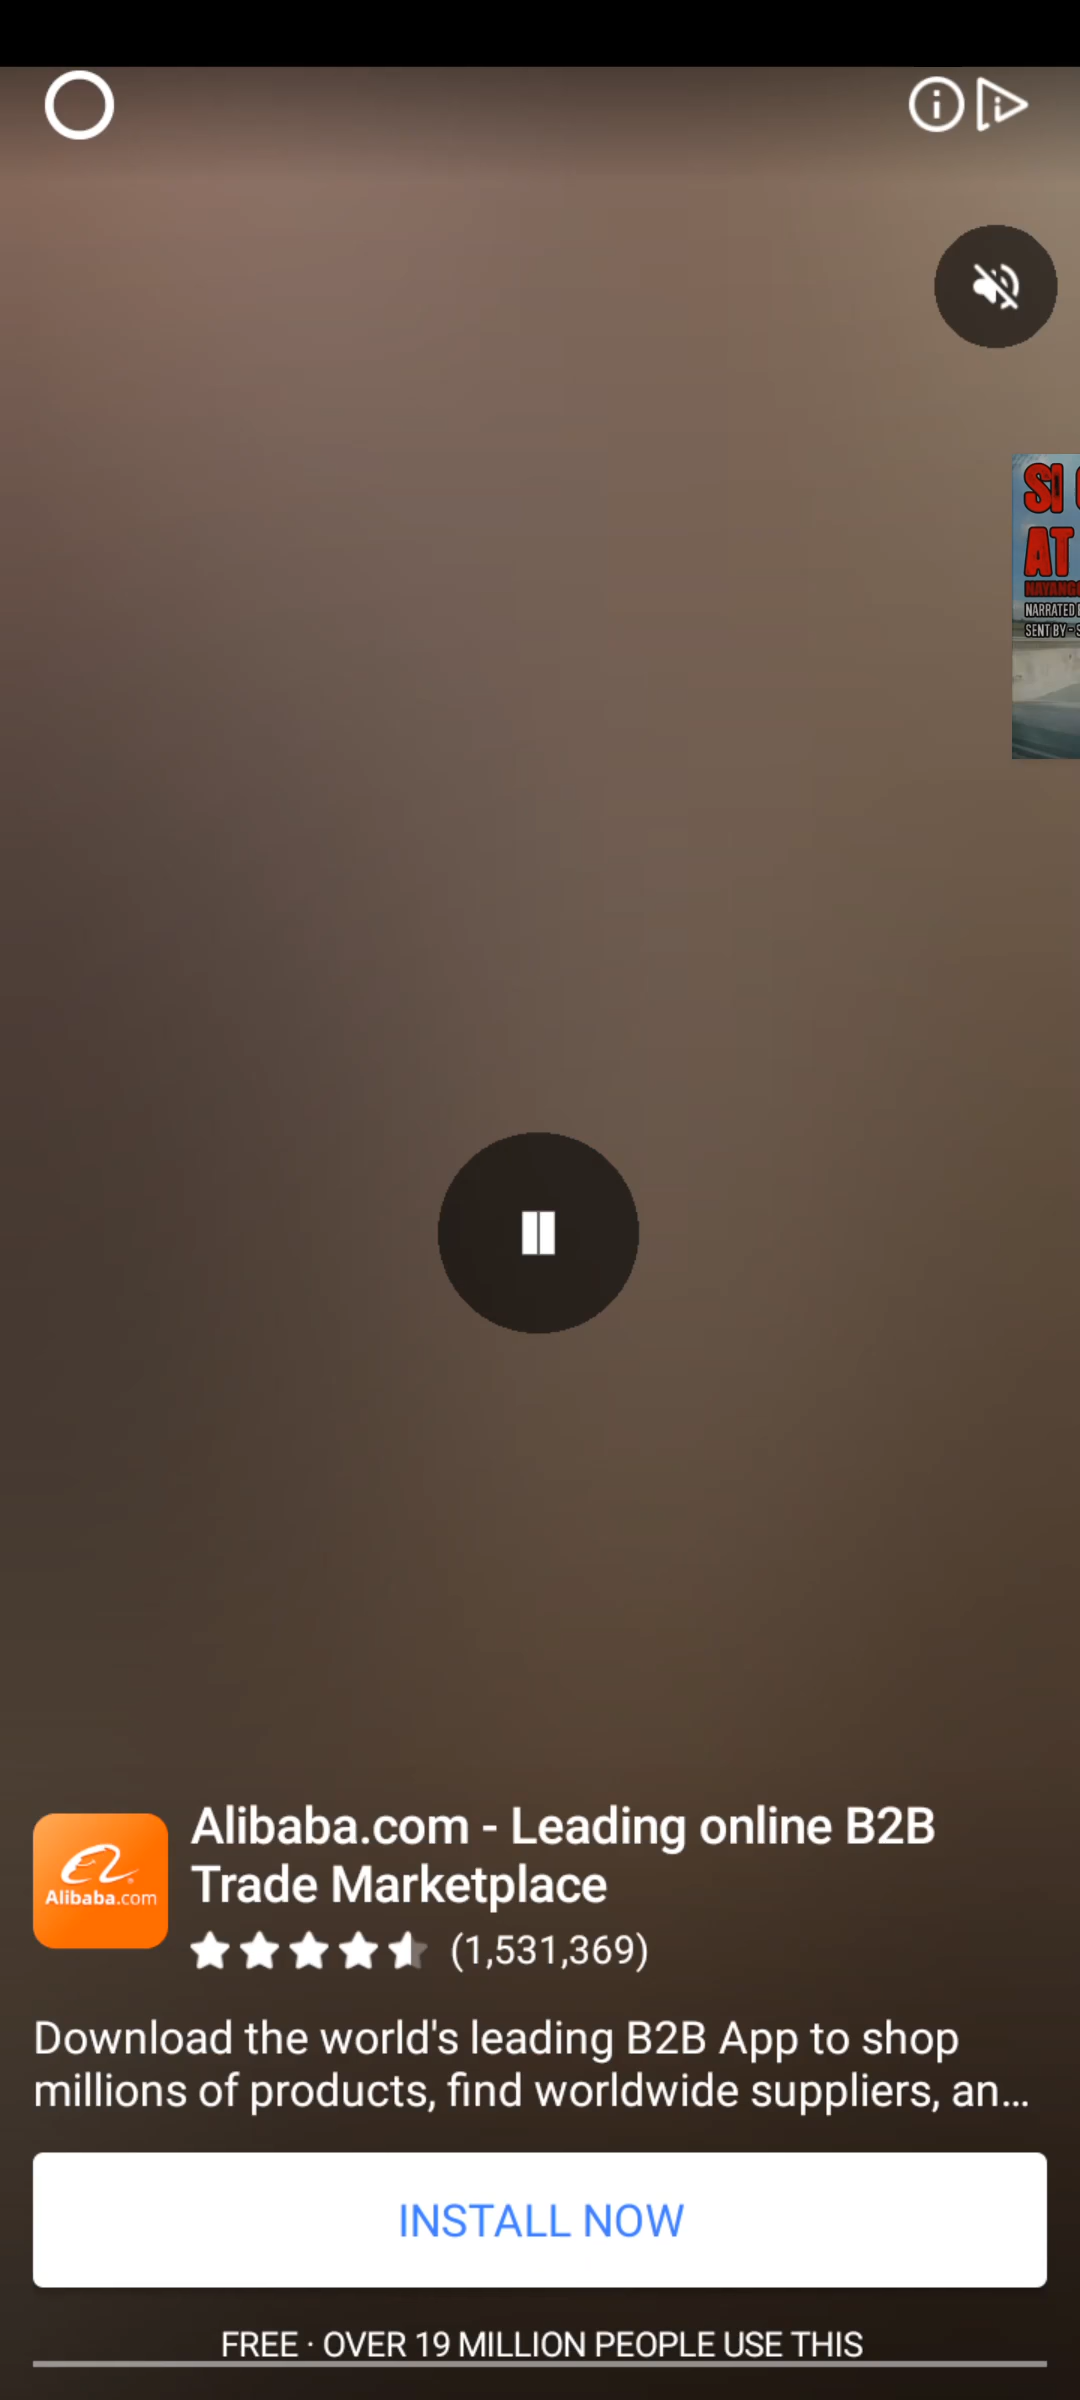 SI
AT
NARRATED
SENT BY -
Alibaba.com
Alibaba.com - Leading online B2B
Trade Marketplace
(1,531,369)
Download the world's leading B2B App to shop
millions of products, find worldwide suppliers, an...
INSTALL NOW
FREE · OVER 19 MILLION PEOPLE USE THIS